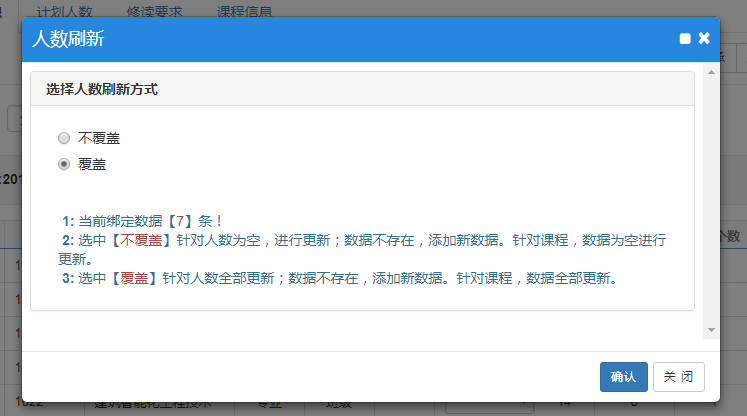 计划人数 修读要求 课程信息
人数刷新
选择人数刷新方式
不覆盖
覆盖
1: 当前绑定数据【7】条！
2: 选中【不覆盖】针对人数为空，进行更新；数据不存在，添加新数据。针对课程，数据为空进行
更新。
3: 选中【覆盖】针对人数全部更新；数据不存在，添加新数据。针对课程，数据全部更新。
个数
确认 关 闭